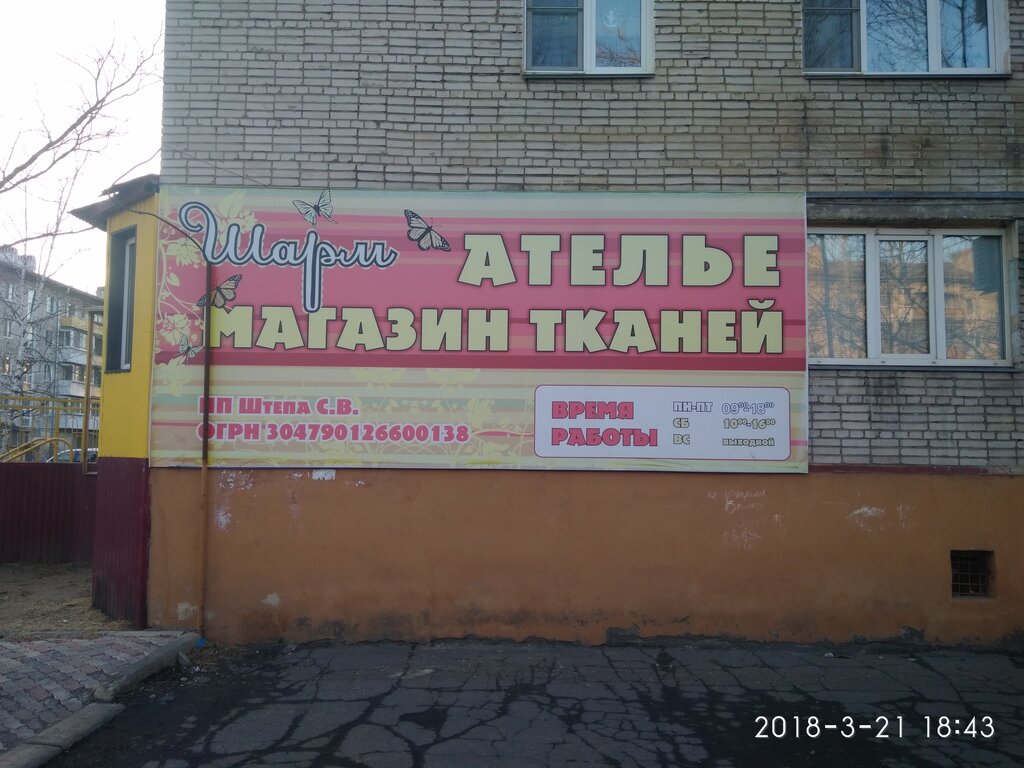 Шарм АТЕЛЬЕ
МАГАЗИН ТКАНЕЙ
ИП Штепа С.В.
ОГРН 304790126600138
ВРЕМЯ РАБОТЫ
ПН-ПТ 09⁰⁰-18⁰⁰
СБ 10⁰⁰-16⁰⁰
ВС ВЫХОДНОЙ
2018-3-21 18:43